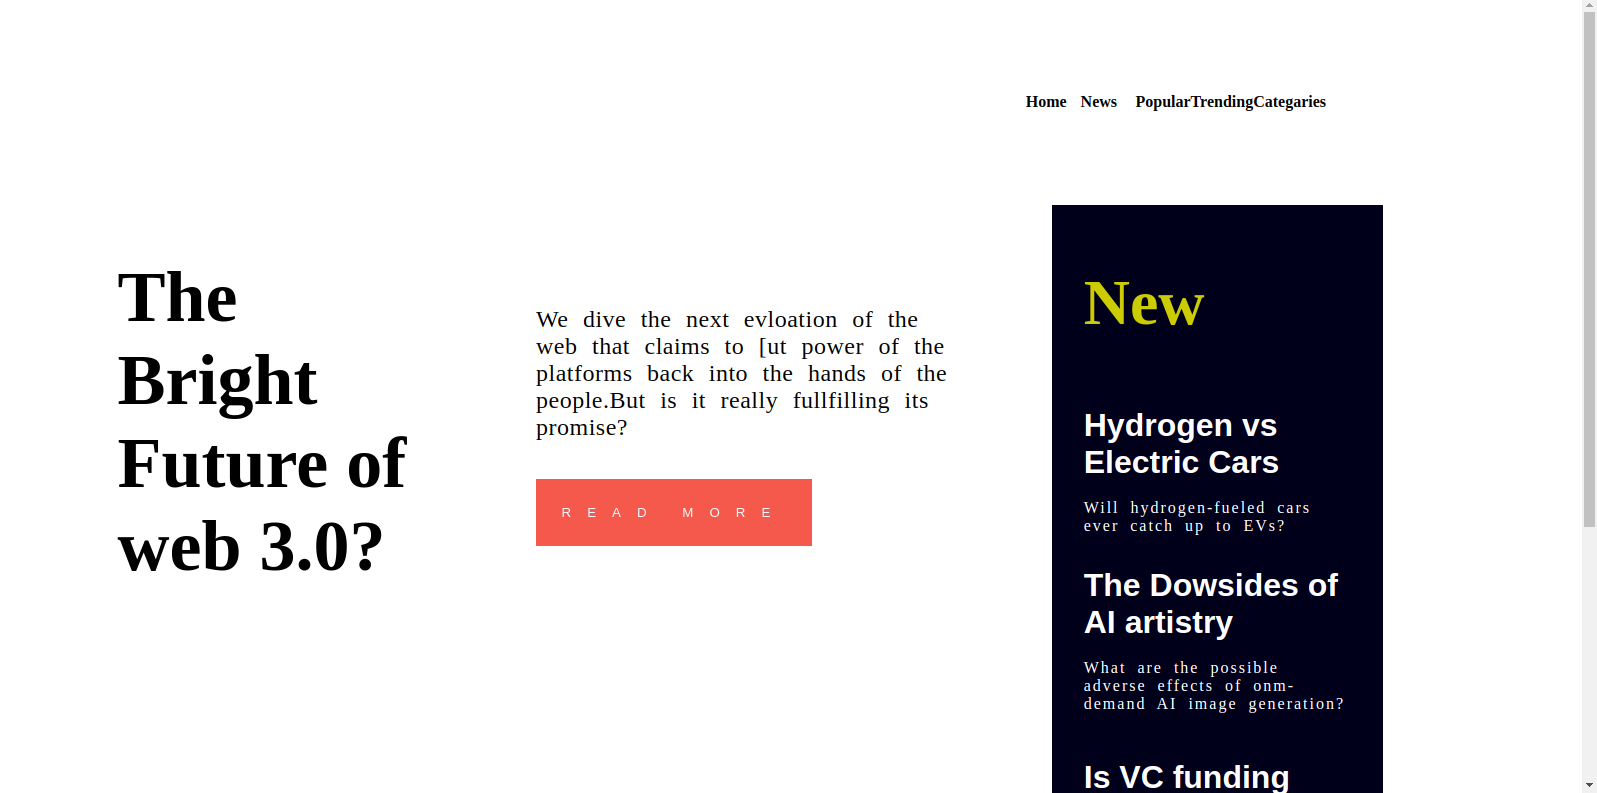 Home News PopularTrendingCategaries
The
Bright
Future of
web 3.0?
We dive the next evloation of the
web that claims to [ut power of the
platforms back into the hands of the
people.But is it really fullfilling its
promise?
READ MORE
New
Hydrogen vs
Electric Cars
Will hydrogen-fueled cars
ever catch up to EVs?
The Dowsides of
AI artistry
What are the possible
adverse effects of onm-
demand AI image generation?
Is VC funding